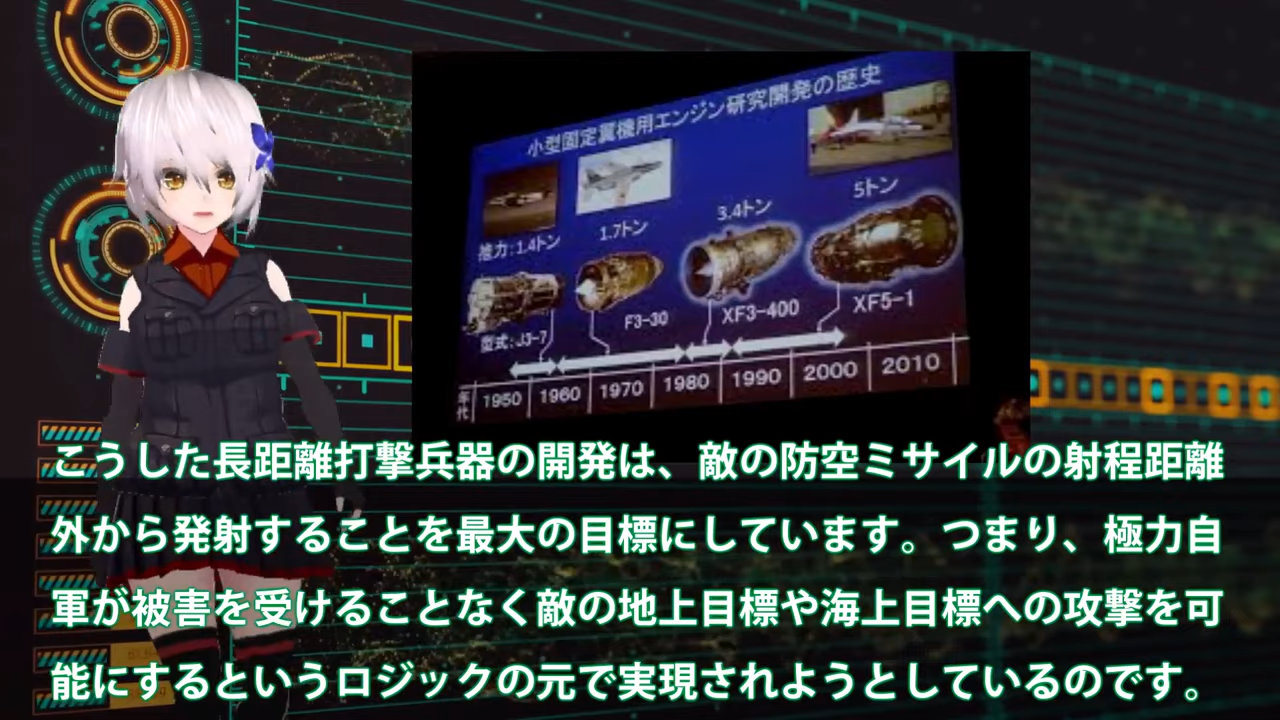 小型固定翼機用エンジン研究開発の歴史
5トン
3.4トン
1.7トン
推力：1.4トン
型式：J3-7
F3-30
XF3-400
XF5-1
年代 1950 1960 1970 1980 1990 2000 2010
こうした長距離打撃兵器の開発は、敵の防空ミサイルの射程距離
外から発射することを最大の目標にしています。つまり、極力自
軍が被害を受けることなく敵の地上目標や海上目標への攻撃を可
能にするというロジックの元で実現されようとしているのです。